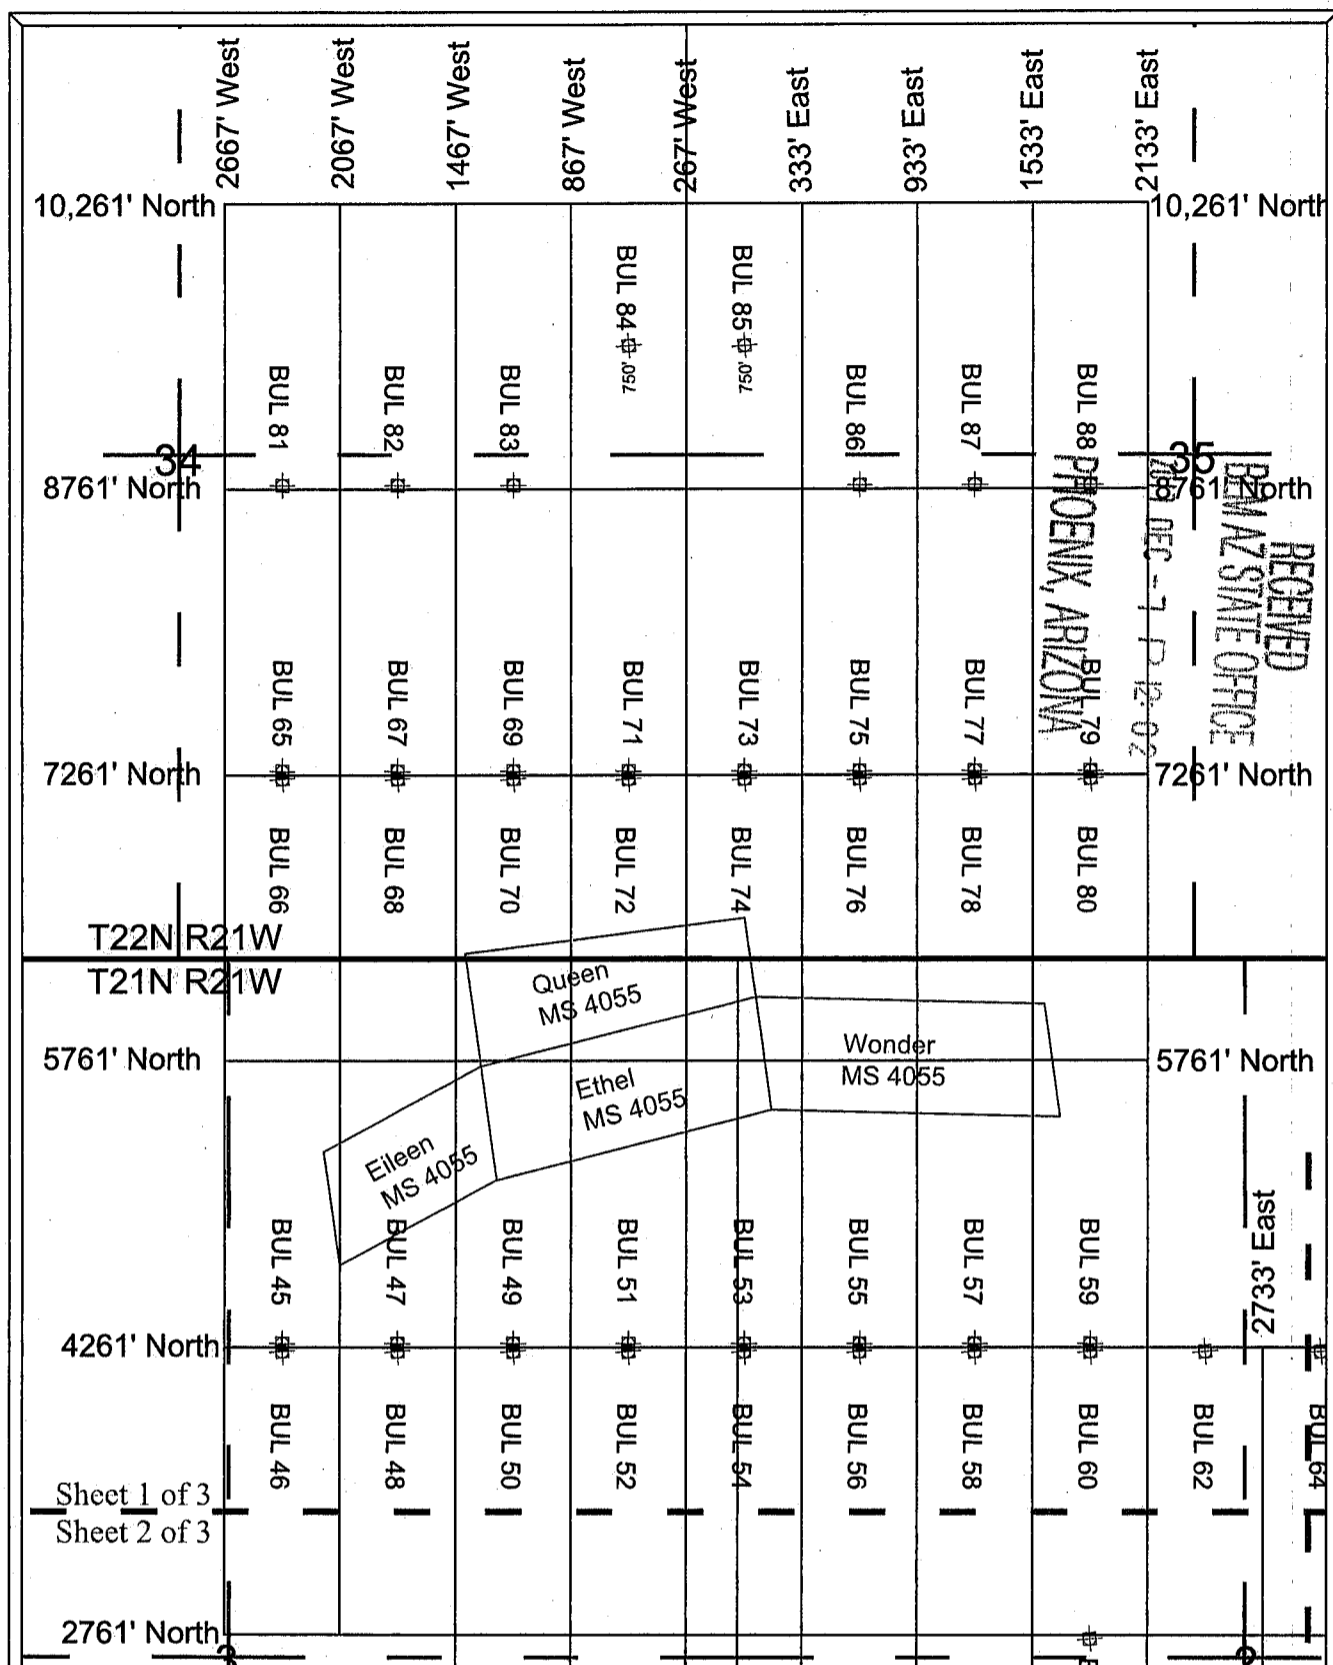 2667' West
2067' West
1467' West
867' West
267' West
333' East
933' East
1533' East
2133' East
10,261' North
10,261' North
BUL 84
750'
BUL 85
750'
BUL 81
BUL 82
BUL 83
BUL 86
BUL 87
BUL 88
34
35
8761' North
8761' North
RECEIVED
BLM AZ STATE OFFICE
DEC -7 P 12:02
PHOENIX, ARIZONA
BUL 65
BUL 67
BUL 69
BUL 71
BUL 73
BUL 75
BUL 77
BUL 79
7261' North
7261' North
BUL 66
BUL 68
BUL 70
BUL 72
BUL 74
BUL 76
BUL 78
BUL 80
T22N R21W
T21N R21W
Queen
MS 4055
Wonder
MS 4055
5761' North
5761' North
Ethel
MS 4055
Eileen
MS 4055
2733' East
BUL 45
BUL 47
BUL 49
BUL 51
BUL 53
BUL 55
BUL 57
BUL 59
4261' North
BUL 46
BUL 48
BUL 50
BUL 52
BUL 54
BUL 56
BUL 58
BUL 60
BUL 62
BUL 64
Sheet 1 of 3
Sheet 2 of 3
2761' North